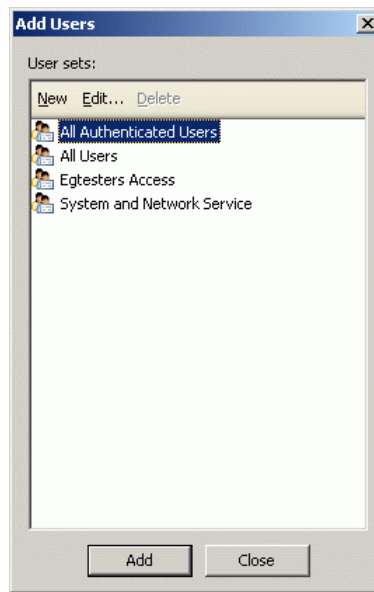 Add Users
User sets:
New Edit... Delete
All Authenticated Users
All Users
Egtesters Access
System and Network Service
Add Close